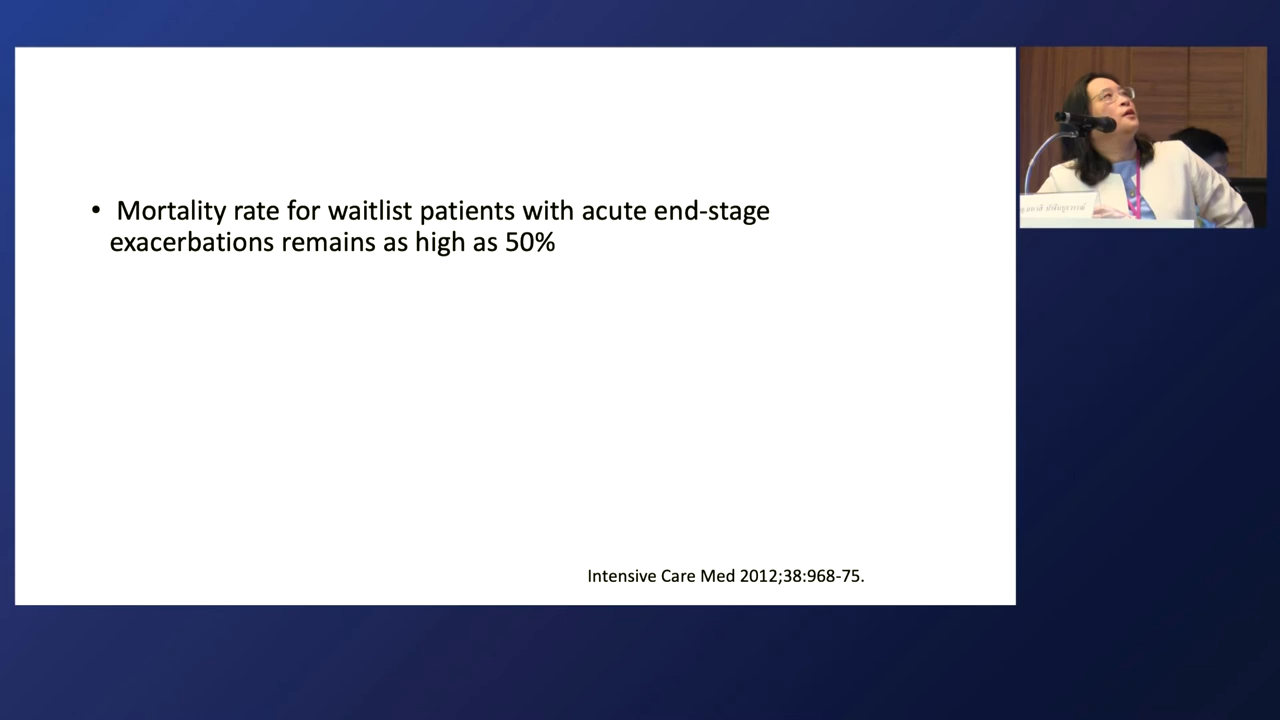 • Mortality rate for waitlist patients with acute end-stage
exacerbations remains as high as 50%
Intensive Care Med 2012;38:968-75.